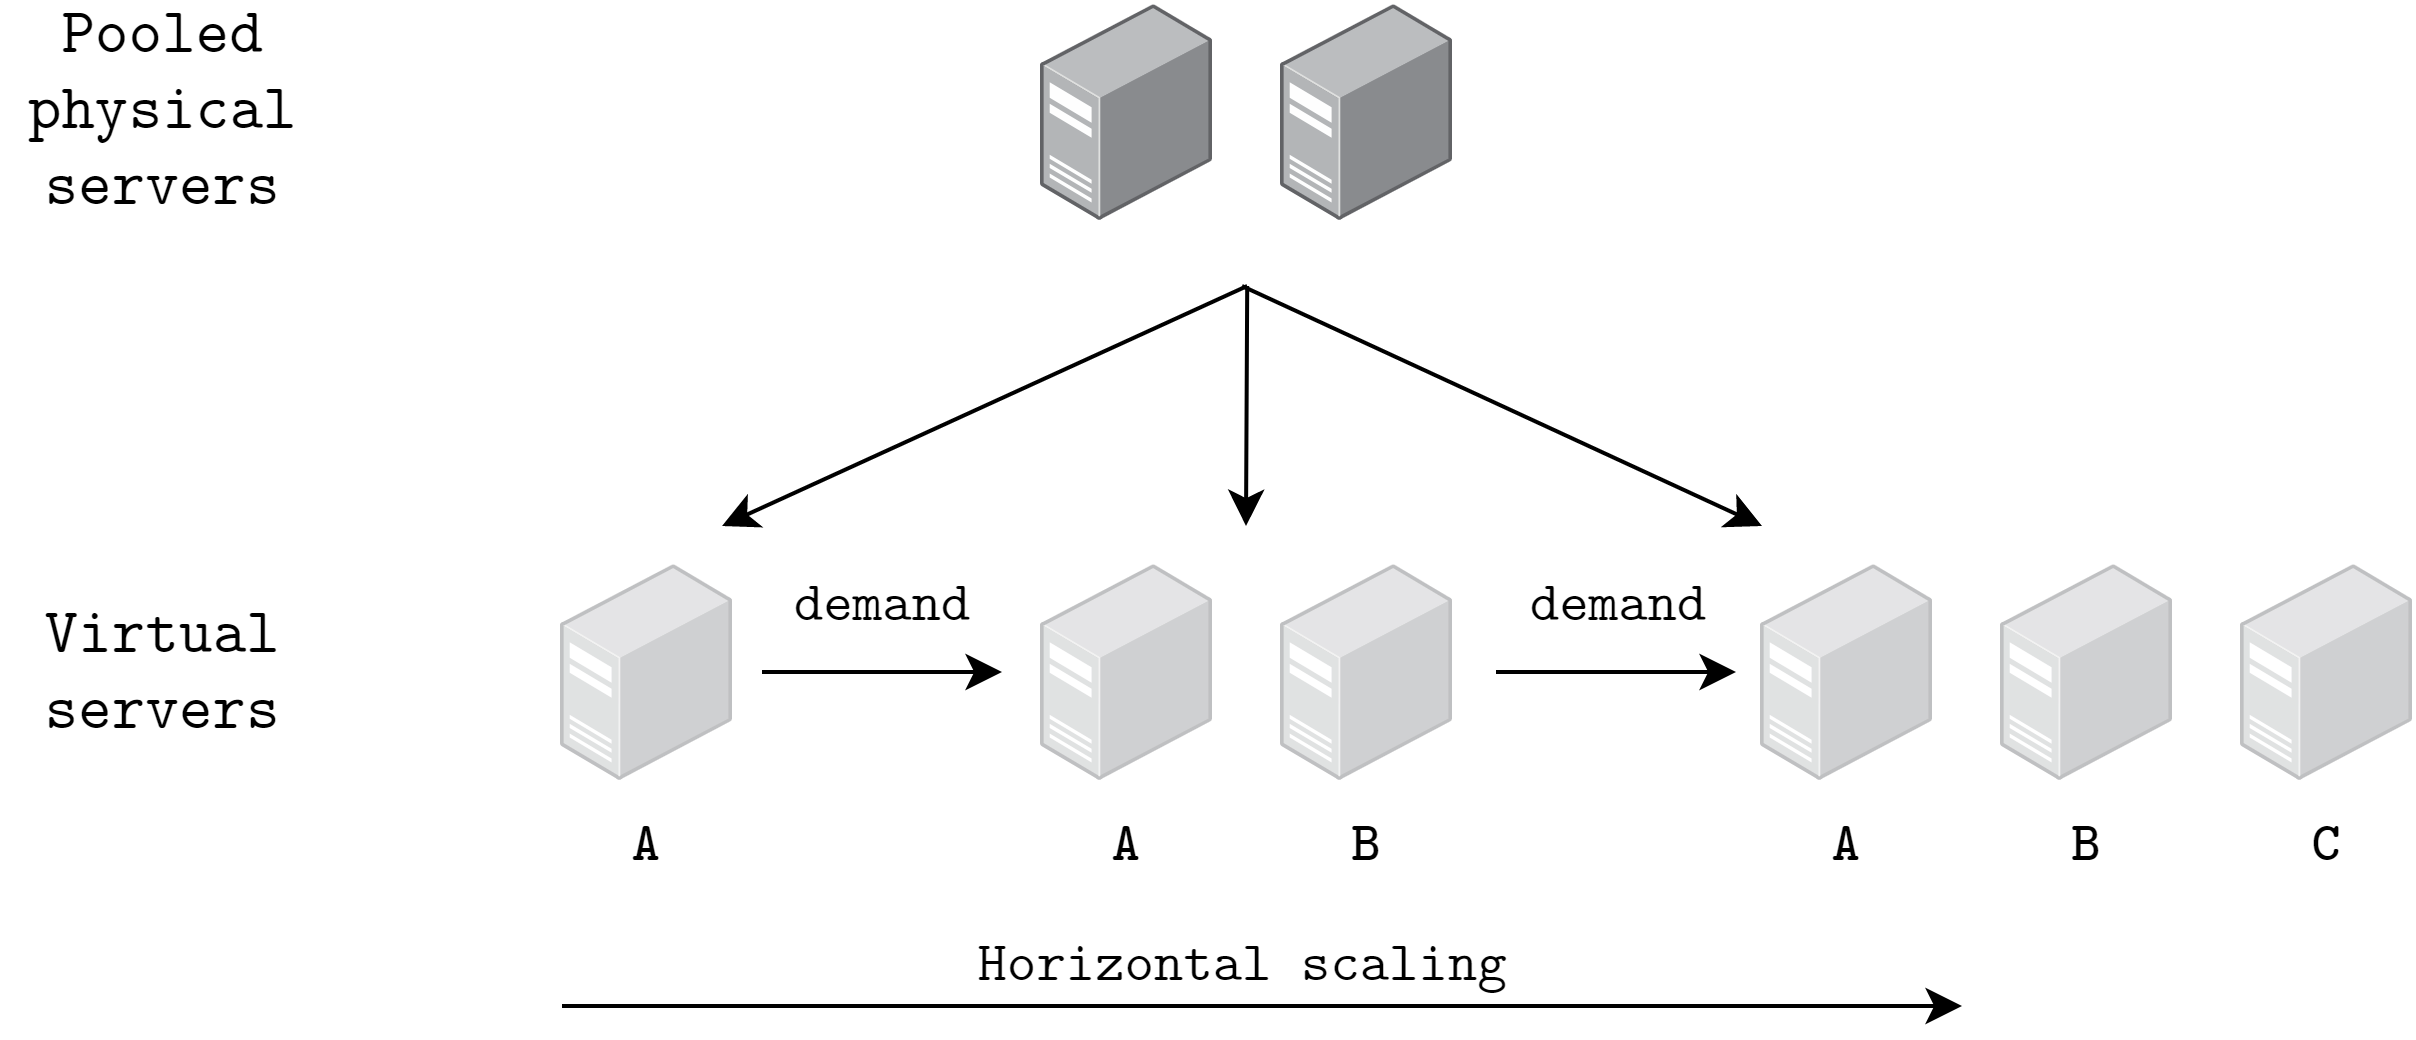 Pooled
physical
servers
demand
demand
Virtual
servers
A
A
B
A
B
C
Horizontal scaling